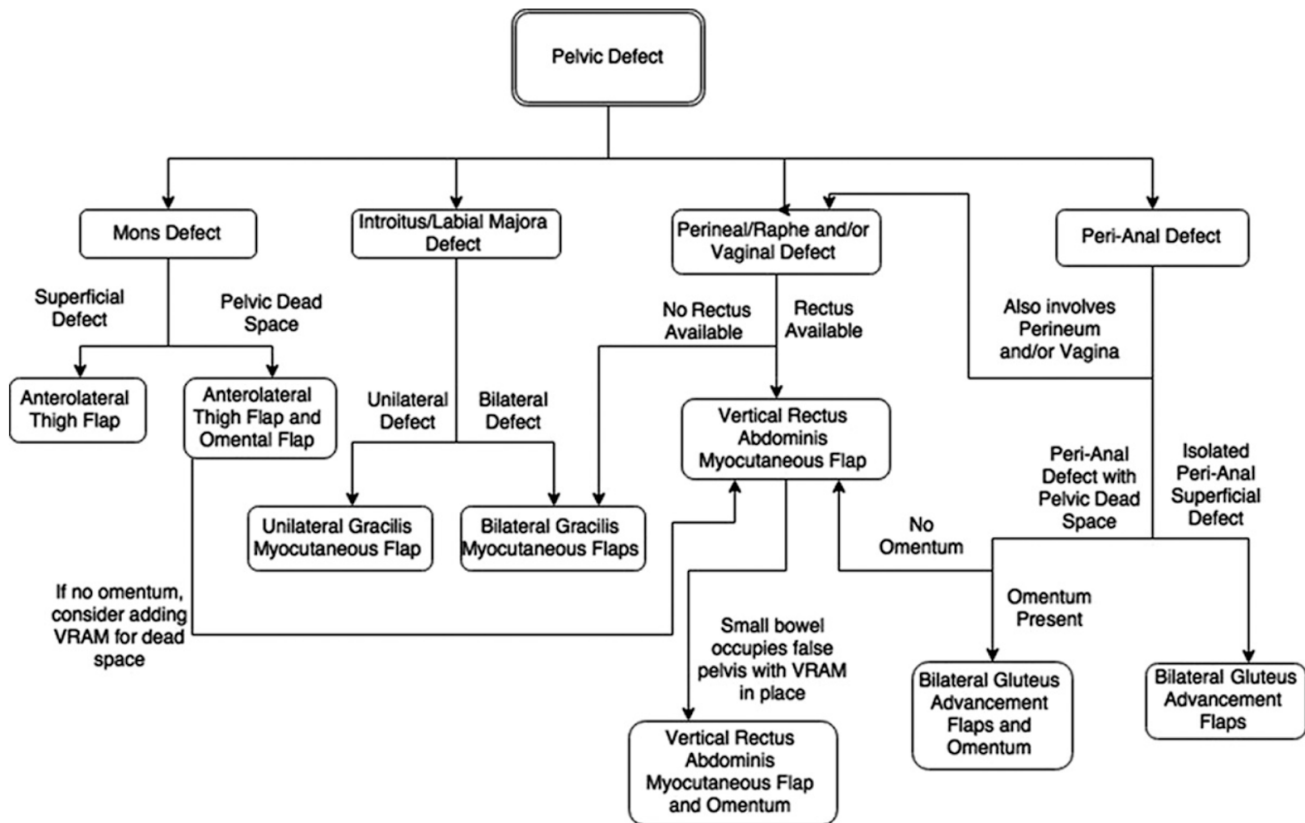 Pelvic Defect
Mons Defect
Introitus/Labial Majora
Defect
Perineal/Raphe and/or
Vaginal Defect
Peri-Anal Defect
Superficial
Defect
Pelvic Dead
Space
No Rectus
Available
Rectus
Available
Also involves
Perineum
and/or Vagina
Anterolateral
Thigh Flap
Anterolateral
Thigh Flap and
Omental Flap
Unilateral
Defect
Bilateral
Defect
Vertical Rectus
Abdominis
Myocutaneous Flap
Peri-Anal
Defect with
Pelvic Dead
Space
Isolated
Peri-Anal
Superficial
Defect
Unilateral Gracilis
Myocutaneous Flap
Bilateral Gracilis
Myocutaneous Flaps
No
Omentum
If no omentum,
consider adding
VRAM for dead
space
Omentum
Present
Small bowel
occupies false
pelvis with VRAM
in place
Bilateral Gluteus
Advancement
Flaps and
Omentum
Bilateral Gluteus
Advancement
Flaps
Vertical Rectus
Abdominis
Myocutaneous Flap
and Omentum